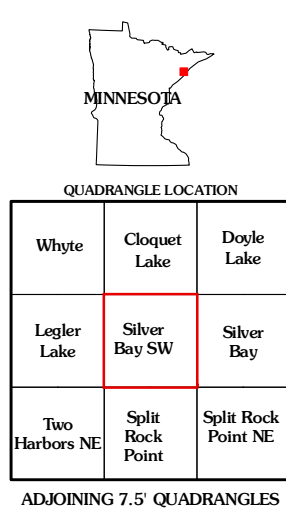 MINNESOTA
QUADRANGLE LOCATION
Whyte
Cloquet
Lake
Doyle
Lake
Legler
Lake
Silver
Bay SW
Silver
Bay
Two
Harbors NE
Split
Rock
Point
Split Rock
Point NE
ADJOINING 7.5' QUADRANGLES